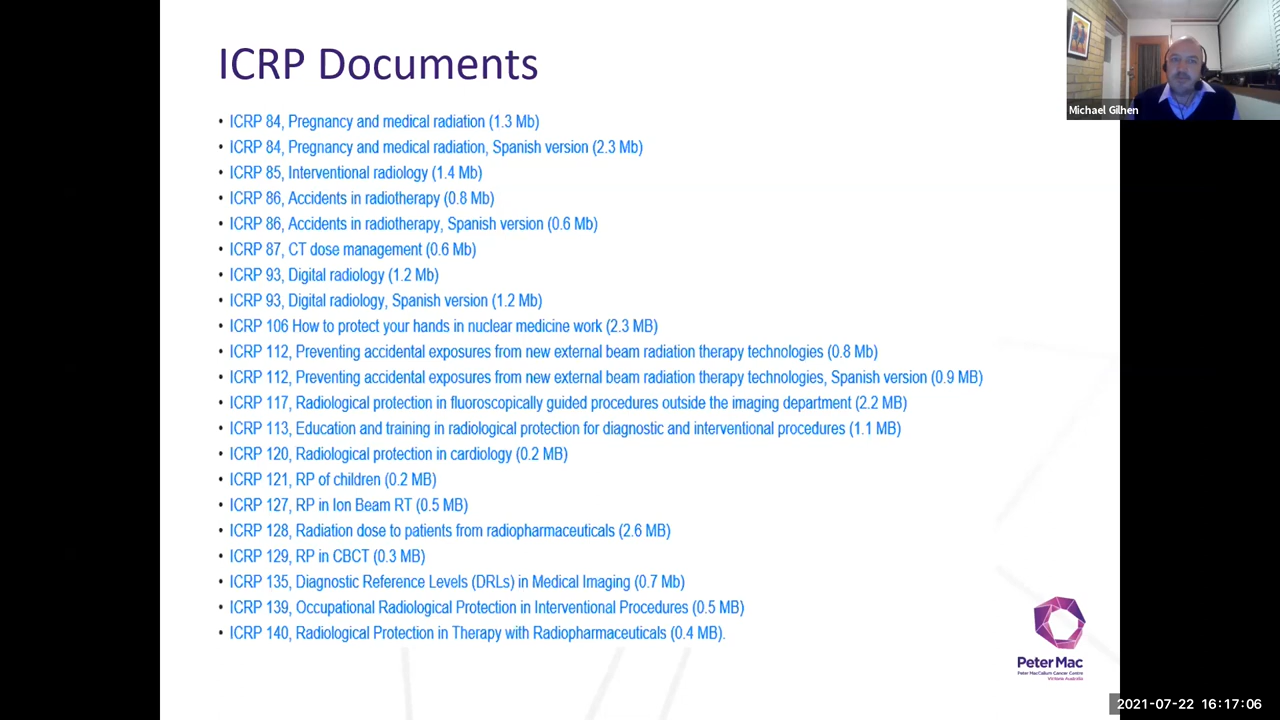 ICRP Documents
• ICRP 84, Pregnancy and medical radiation (1.3 Mb)
• ICRP 84, Pregnancy and medical radiation, Spanish version (2.3 Mb)
• ICRP 85, Interventional radiology (1.4 Mb)
• ICRP 86, Accidents in radiotherapy (0.8 Mb)
• ICRP 86, Accidents in radiotherapy, Spanish version (0.6 Mb)
• ICRP 87, CT dose management (0.6 Mb)
• ICRP 93, Digital radiology (1.2 Mb)
• ICRP 93, Digital radiology, Spanish version (1.2 Mb)
• ICRP 106 How to protect your hands in nuclear medicine work (2.3 MB)
• ICRP 112, Preventing accidental exposures from new external beam radiation therapy technologies (0.8 Mb)
• ICRP 112, Preventing accidental exposures from new external beam radiation therapy technologies, Spanish version (0.9 MB)
• ICRP 117, Radiological protection in fluoroscopically guided procedures outside the imaging department (2.2 MB)
• ICRP 113, Education and training in radiological protection for diagnostic and interventional procedures (1.1 MB)
• ICRP 120, Radiological protection in cardiology (0.2 MB)
• ICRP 121, RP of children (0.2 MB)
• ICRP 127, RP in Ion Beam RT (0.5 MB)
• ICRP 128, Radiation dose to patients from radiopharmaceuticals (2.6 MB)
• ICRP 129, RP in CBCT (0.3 MB)
• ICRP 135, Diagnostic Reference Levels (DRLs) in Medical Imaging (0.7 Mb)
• ICRP 139, Occupational Radiological Protection in Interventional Procedures (0.5 MB)
• ICRP 140, Radiological Protection in Therapy with Radiopharmaceuticals (0.4 MB).
Michael Gilhen
Peter Mac
Peter MacCallum Cancer Centre
Victoria Australia
2021-07-22 16:17:06